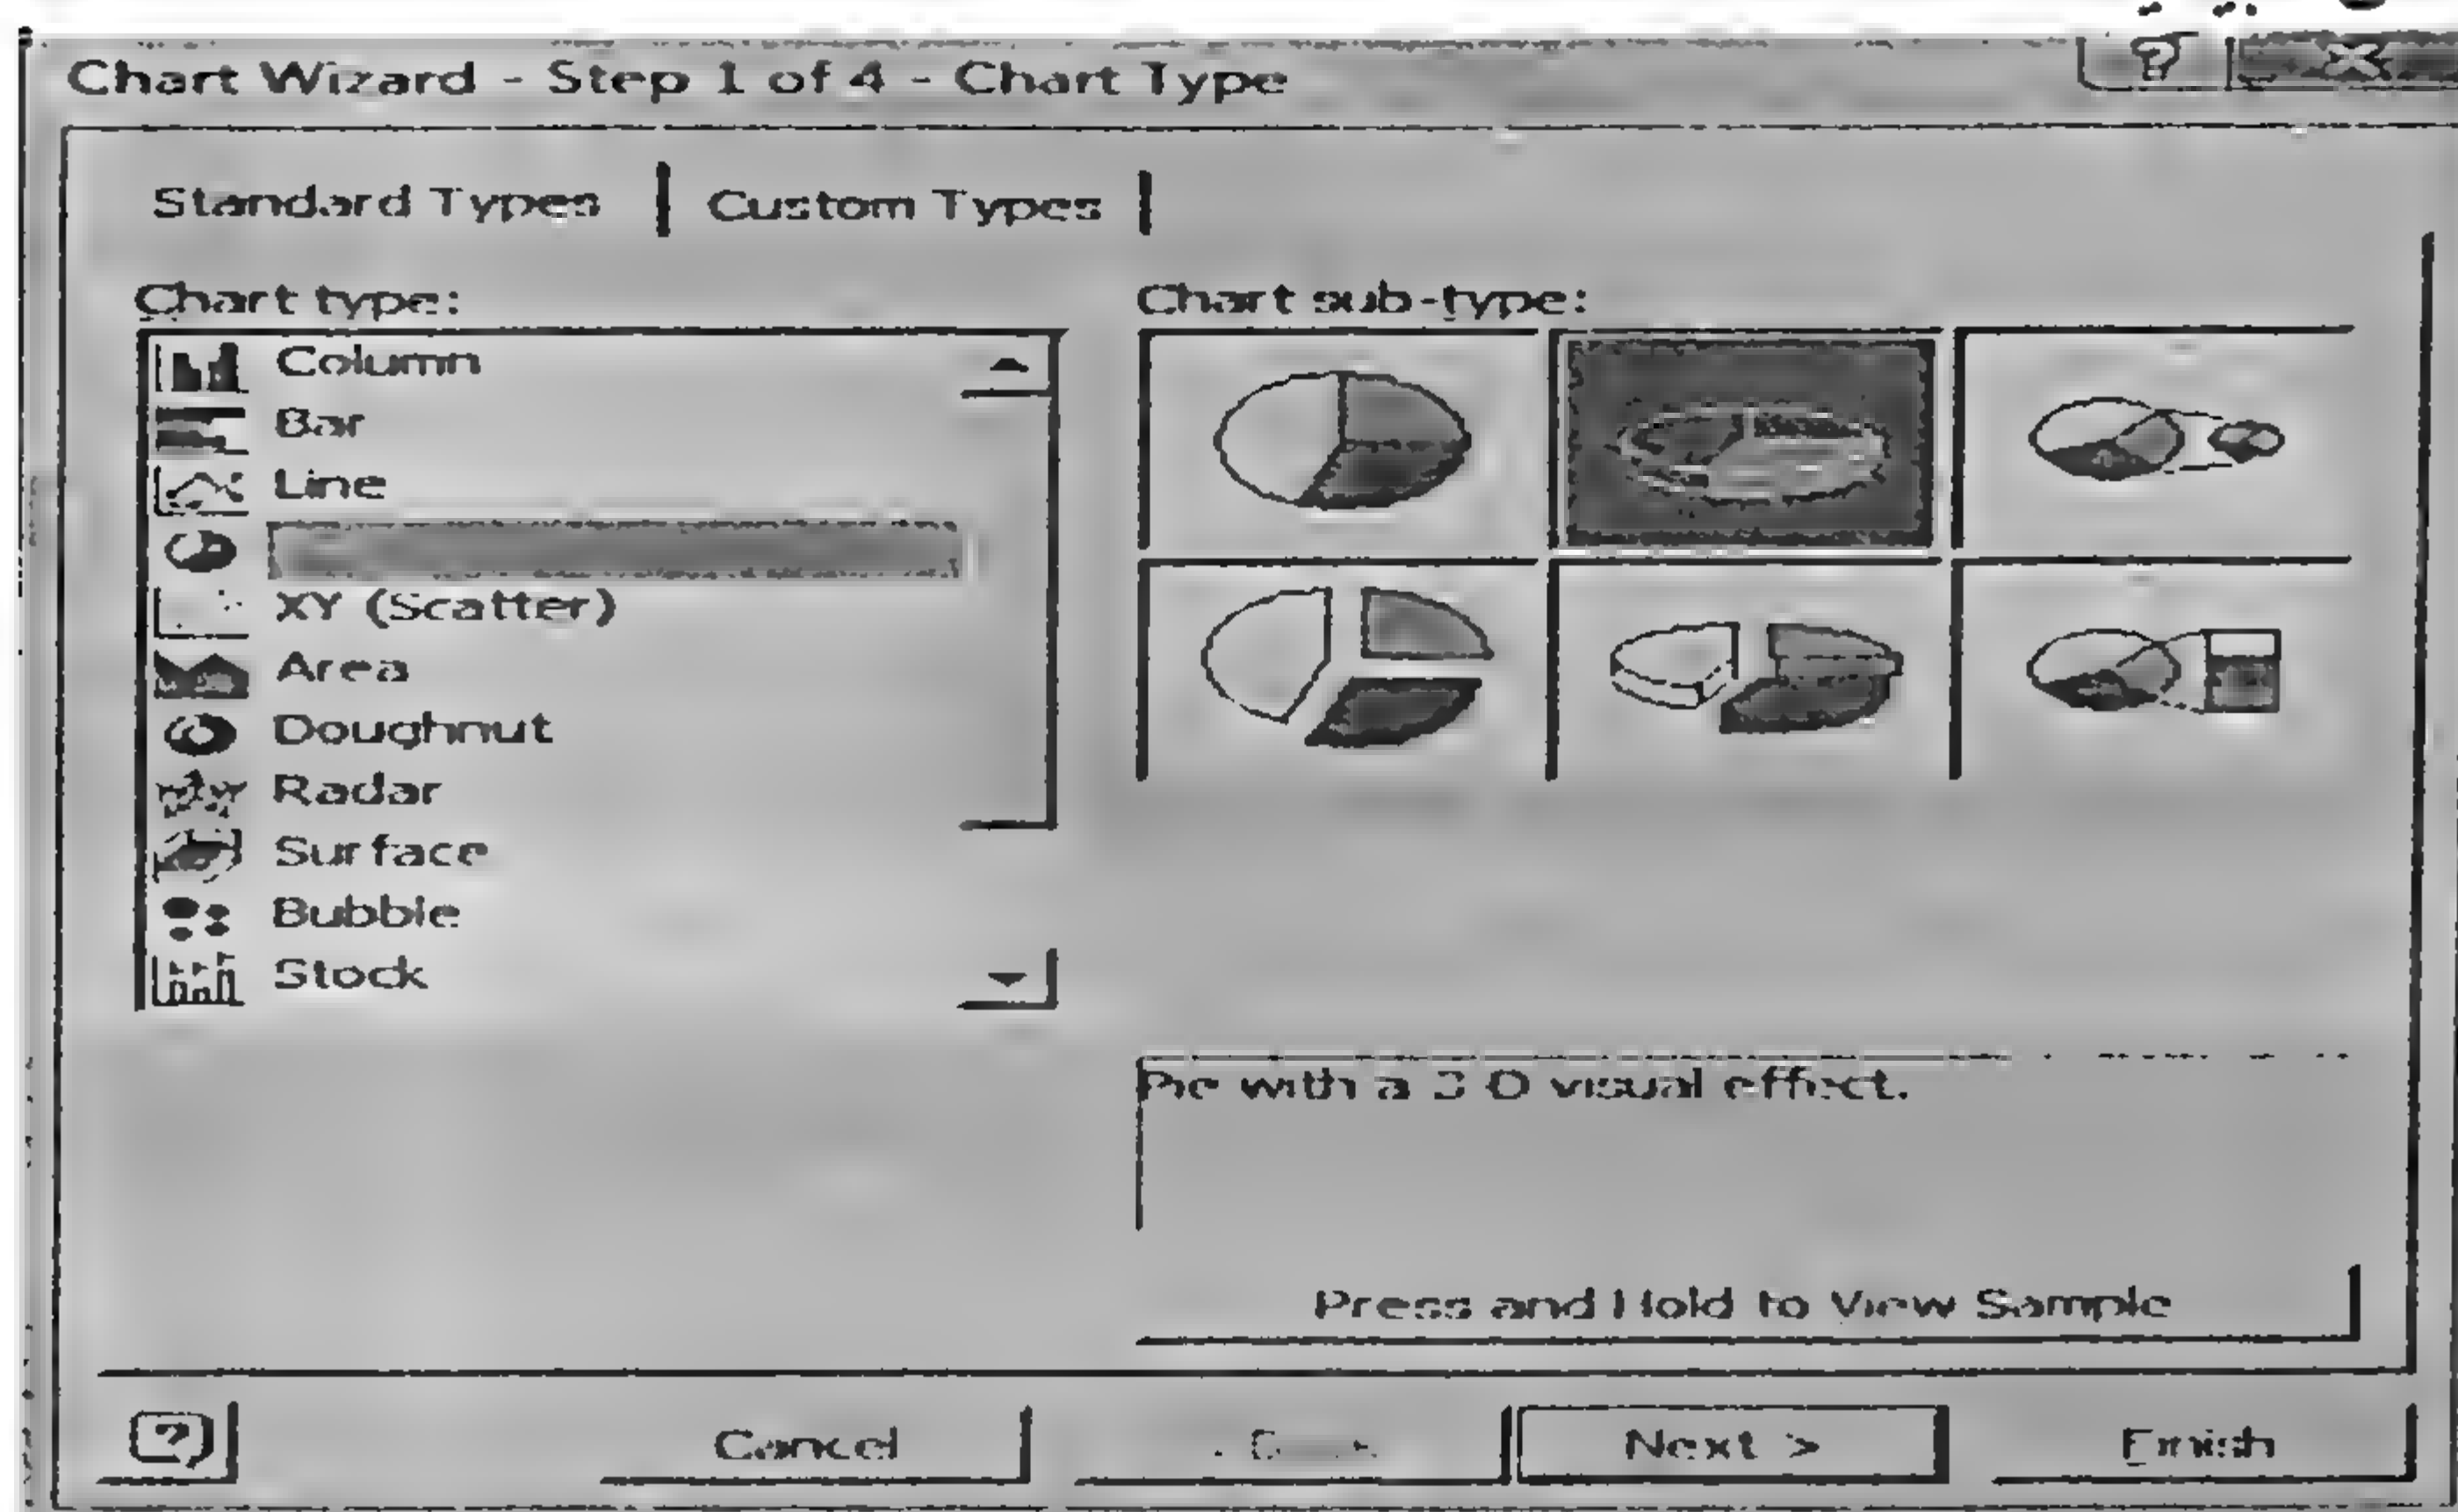 Chart Wizard - Step 1 of 4 - Chart Type
Standard Types
Custom Types
Chart type:
Column
Bar
Line
XY (Scatter)
Area
Doughnut
Radar
Surface
Bubble
Stock
Chart sub-type:
Pie with a 3-D visual effect.
Press and Hold to View Sample
Cancel
Next >
Finish